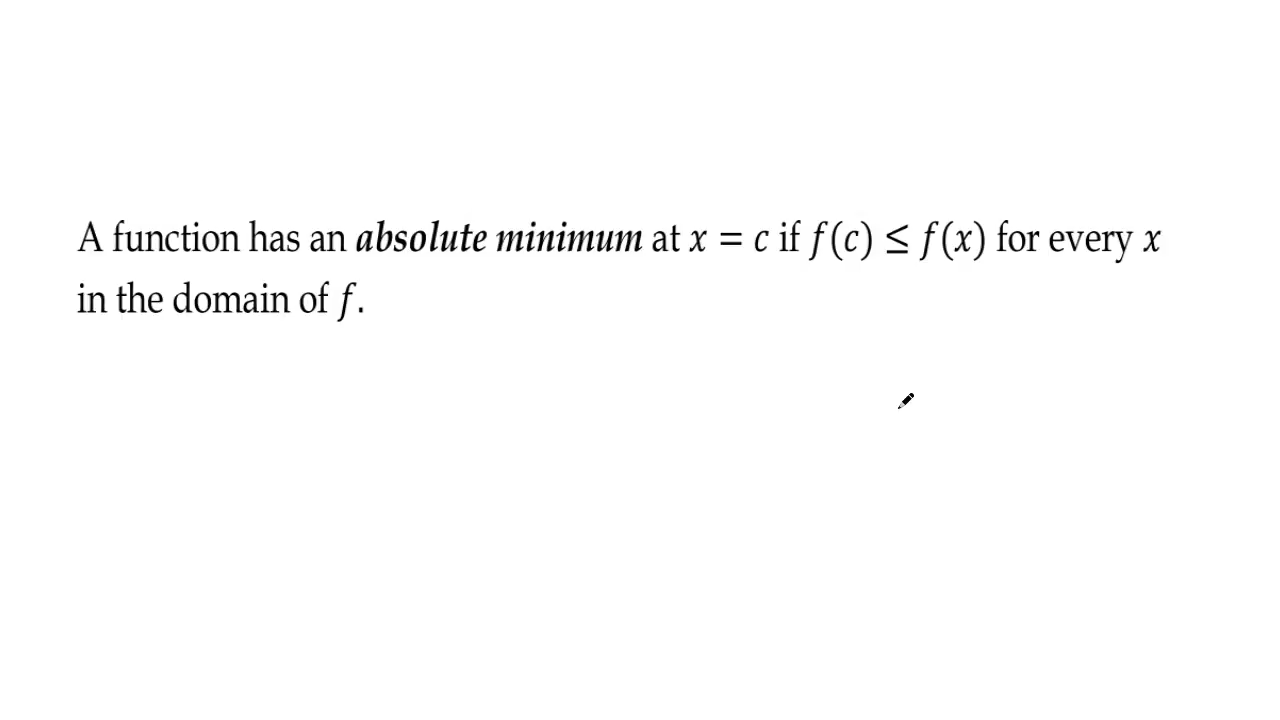 A function has an absolute minimum at x = c if f(c) ≤ f(x) for every x
in the domain of f.